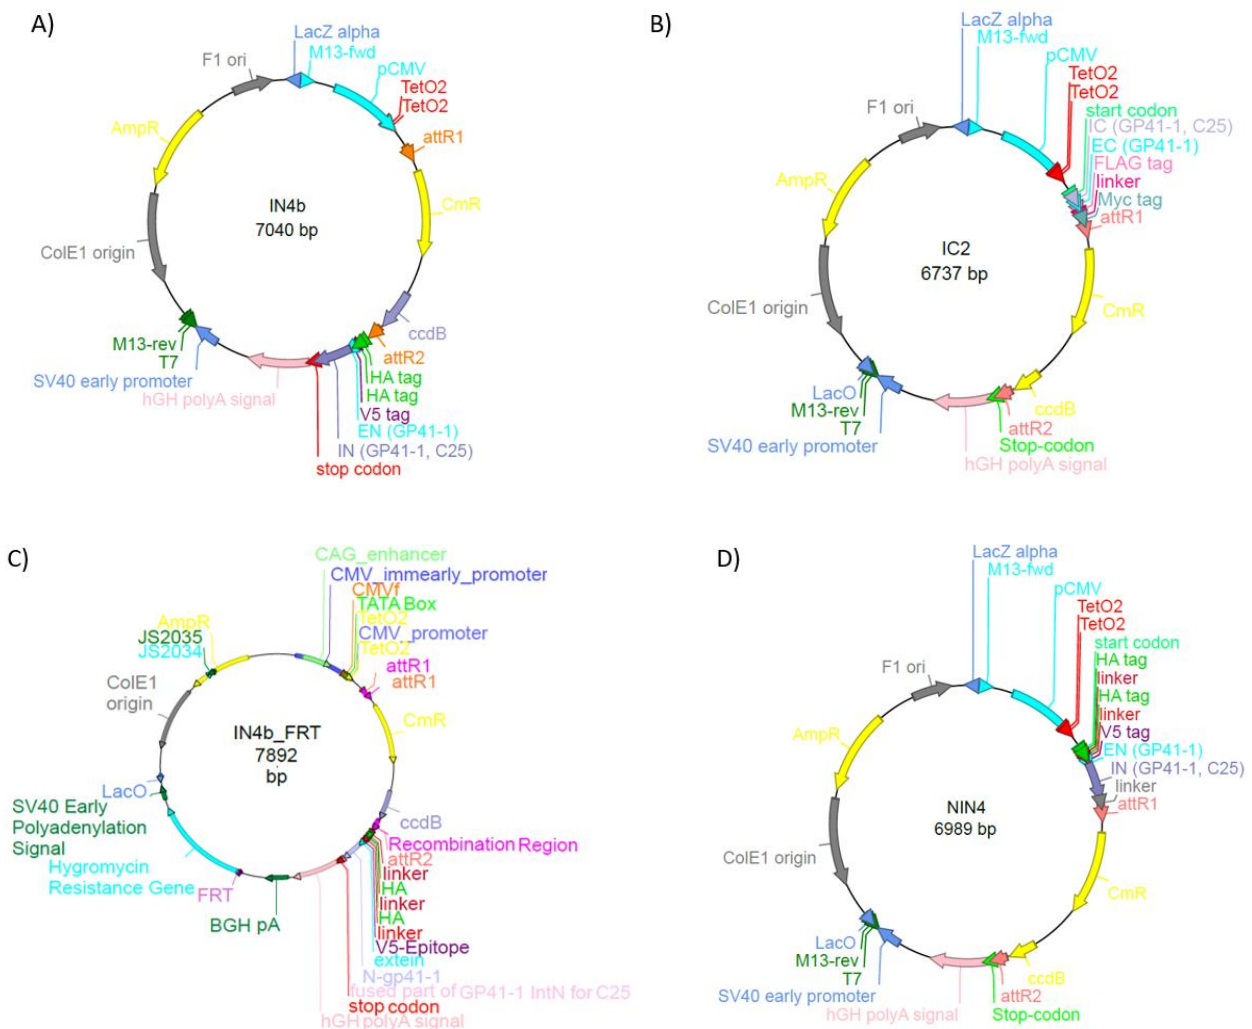 A)
LacZ alpha
M13-fwd
F1 ori
pCMV
TetO2
TetO2
AmpR
attR1
IN4b
7040 bp
CmR
ColE1 origin
ccdB
M13-rev
T7
attR2
HA tag
HA tag
SV40 early promoter
hGH polyA signal
V5 tag
EN (GP41-1)
IN (GP41-1, C25)
stop codon
B)
LacZ alpha
M13-fwd
pCMV
TetO2
TetO2
F1 ori
start codon
IC (GP41-1, C25)
EC (GP41-1)
FLAG tag
linker
Myc tag
attR1
AmpR
IC2
6737 bp
ColE1 origin
CmR
LacO
M13-rev
T7
ccdB
attR2
Stop-codon
SV40 early promoter
hGH polyA signal
C)
CAG_enhancer
CMV_immearly_promoter
CMVf
TATA Box
TetO2
CMV_promoter
TetO2
attR1
attR1
AmpR
JS2035
JS2034
ColE1
origin
IN4b_FRT
7892
bp
CmR
LacO
SV40 Early
Polyadenylation
Signal
Hygromycin
Resistance Gene
FRT
BGH pA
ccdB
Recombination Region
attR2
linker
HA
linker
HA
linker
V5-Epitope
extein
N-gp41-1
fused part of GP41-1 IntN for C25
stop codon
hGH polyA signal
D)
LacZ alpha
M13-fwd
pCMV
TetO2
TetO2
F1 ori
start codon
HA tag
linker
HA tag
linker
V5 tag
EN (GP41-1)
IN (GP41-1, C25)
linker
attR1
AmpR
NIN4
6989 bp
ColE1 origin
CmR
LacO
M13-rev
T7
ccdB
attR2
SV40 early promoter
hGH polyA signal
Stop-codon